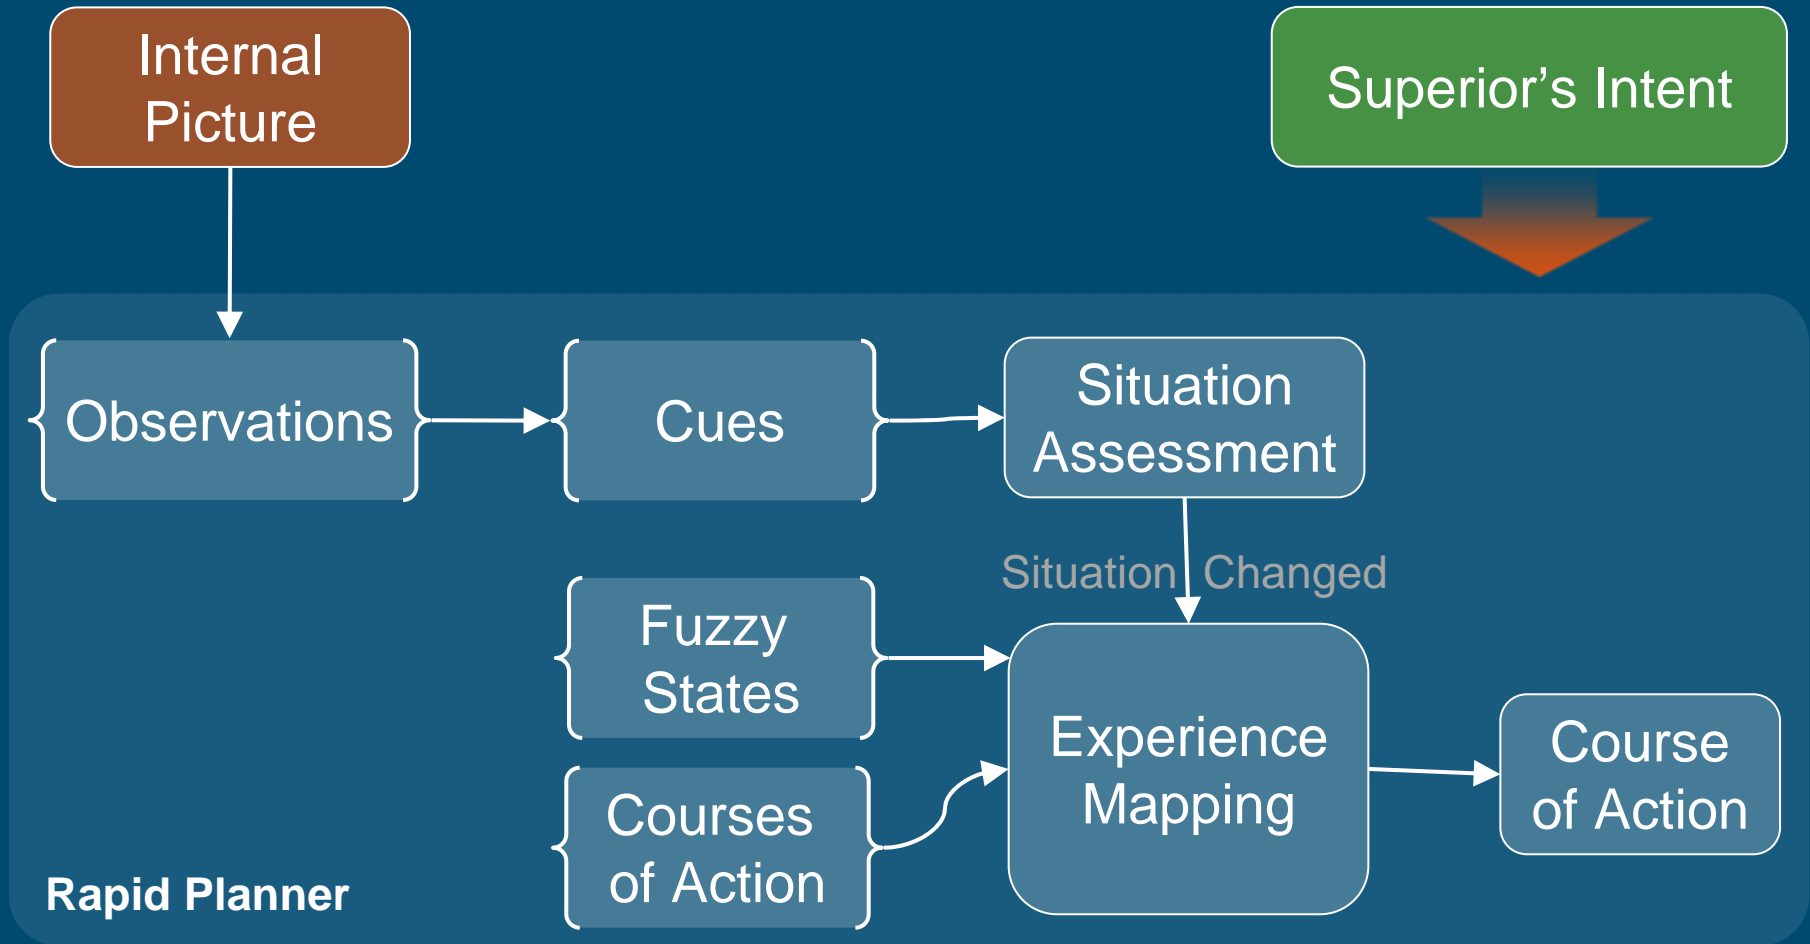 Internal
Picture
Superior’s Intent
Observations
Cues
Situation
Assessment
Situation Changed
Fuzzy
States
Experience
Mapping
Course
of Action
Courses
of Action
Rapid Planner